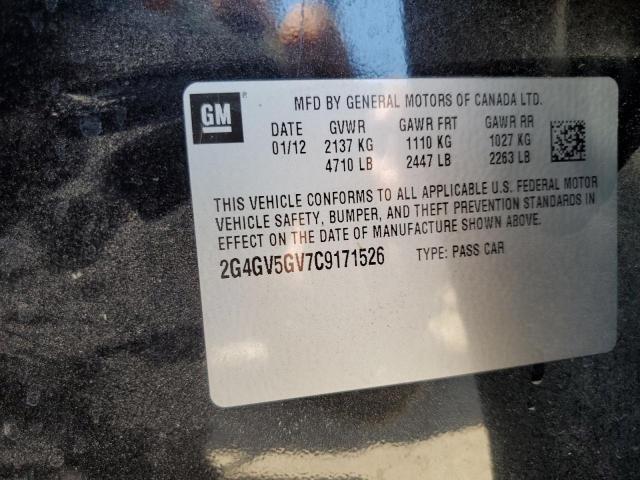 GM
MFD BY GENERAL MOTORS OF CANADA LTD.
DATE GVWR GAWR FRT GAWR RR
01/12 2137 KG 1110 KG 1027 KG
4710 LB 2447 LB 2263 LB
THIS VEHICLE CONFORMS TO ALL APPLICABLE U.S. FEDERAL MOTOR
VEHICLE SAFETY, BUMPER, AND THEFT PREVENTION STANDARDS IN
EFFECT ON THE DATE OF MANUFACTURE SHOWN ABOVE.
2G4GV5GV7C9171526 TYPE: PASS CAR